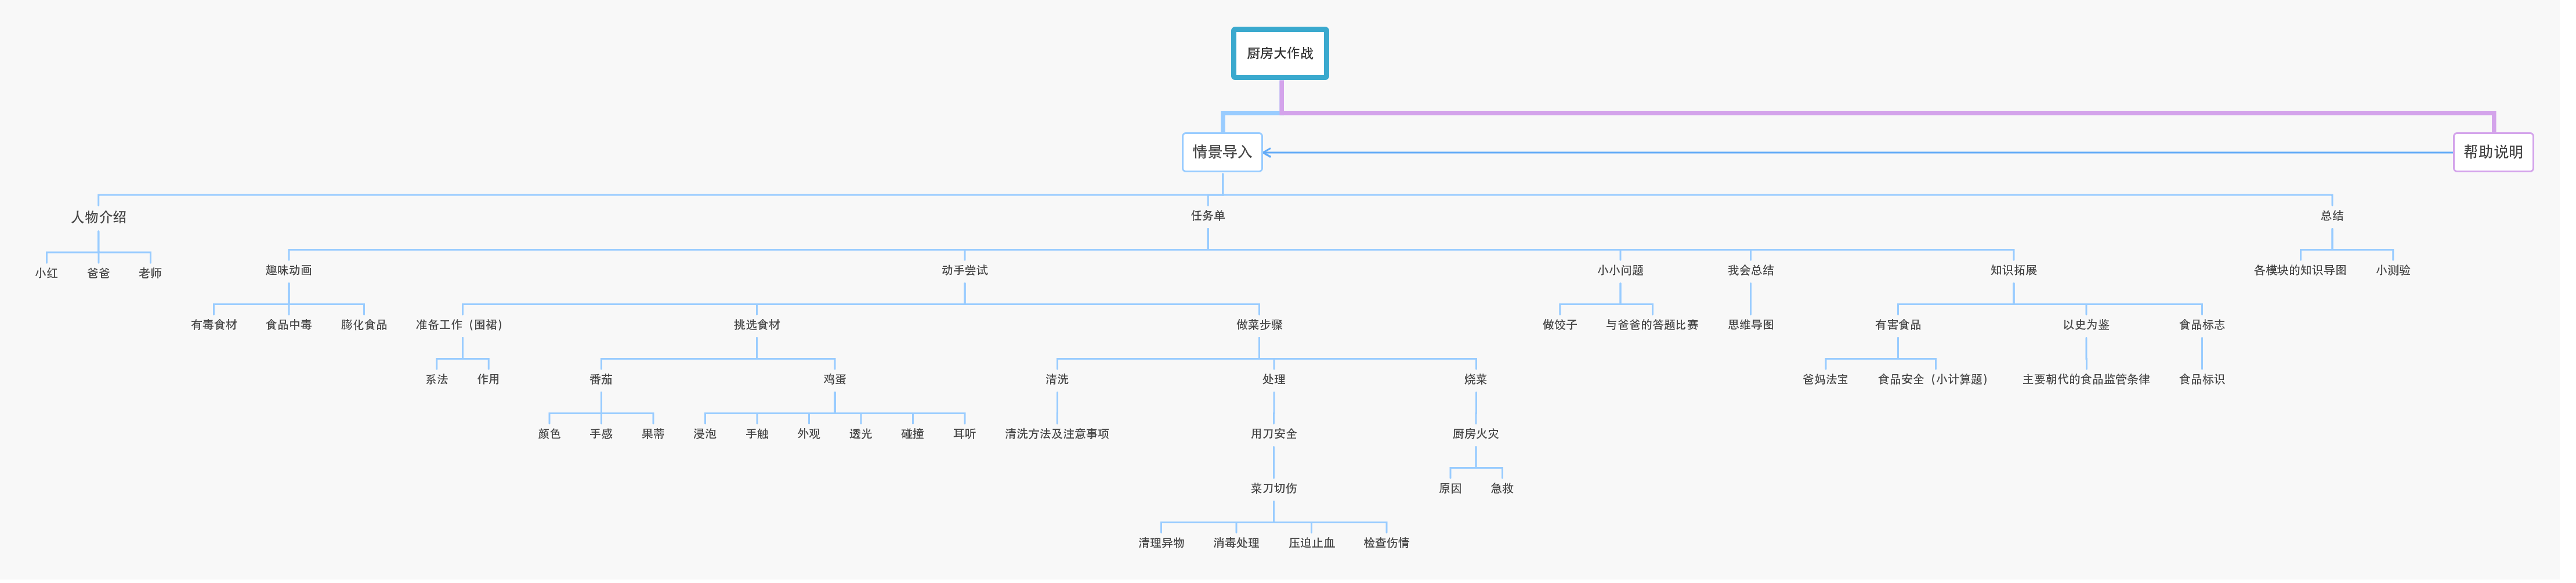 厨房大作战
情景导入
帮助说明
人物介绍
任务单
总结
小红
爸爸
老师
趣味动画
动手尝试
小小问题
我会总结
知识拓展
各模块的知识导图
小测验
有毒食材
食品中毒
膨化食品
准备工作（围裙）
挑选食材
做菜步骤
做饺子
与爸爸的答题比赛
思维导图
有害食品
以史为鉴
食品标志
系法
作用
番茄
鸡蛋
清洗
处理
烧菜
爸妈法宝
食品安全（小计算题）
主要朝代的食品监管条律
食品标识
颜色
手感
果蒂
浸泡
手触
外观
透光
碰撞
耳听
清洗方法及注意事项
用刀安全
厨房火灾
菜刀切伤
原因
急救
清理异物
消毒处理
压迫止血
检查伤情